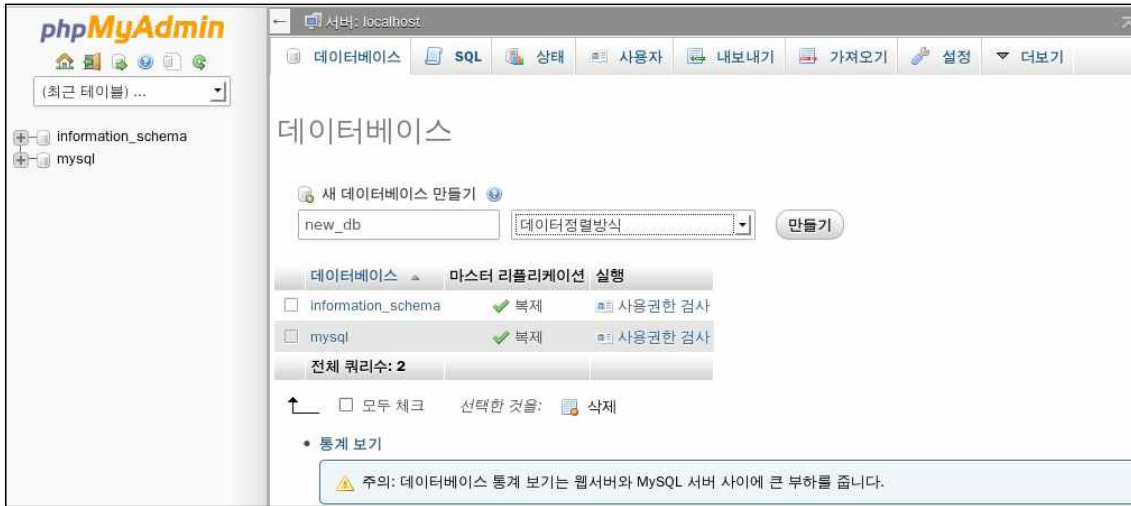 phpMyAdmin
(최근 테이블) ...
information_schema
mysql
서버: localhost
데이터베이스 SQL 상태 사용자 내보내기 가져오기 설정 더보기
데이터베이스
새 데이터베이스 만들기
new_db 데이터정렬방식 만들기
데이터베이스 마스터 리플리케이션 실행
information_schema 복제 사용권한 검사
mysql 복제 사용권한 검사
전체 쿼리수: 2
모두 체크 선택한 것을: 삭제
• 통계 보기
주의: 데이터베이스 통계 보기는 웹서버와 MySQL 서버 사이에 큰 부하를 줍니다.